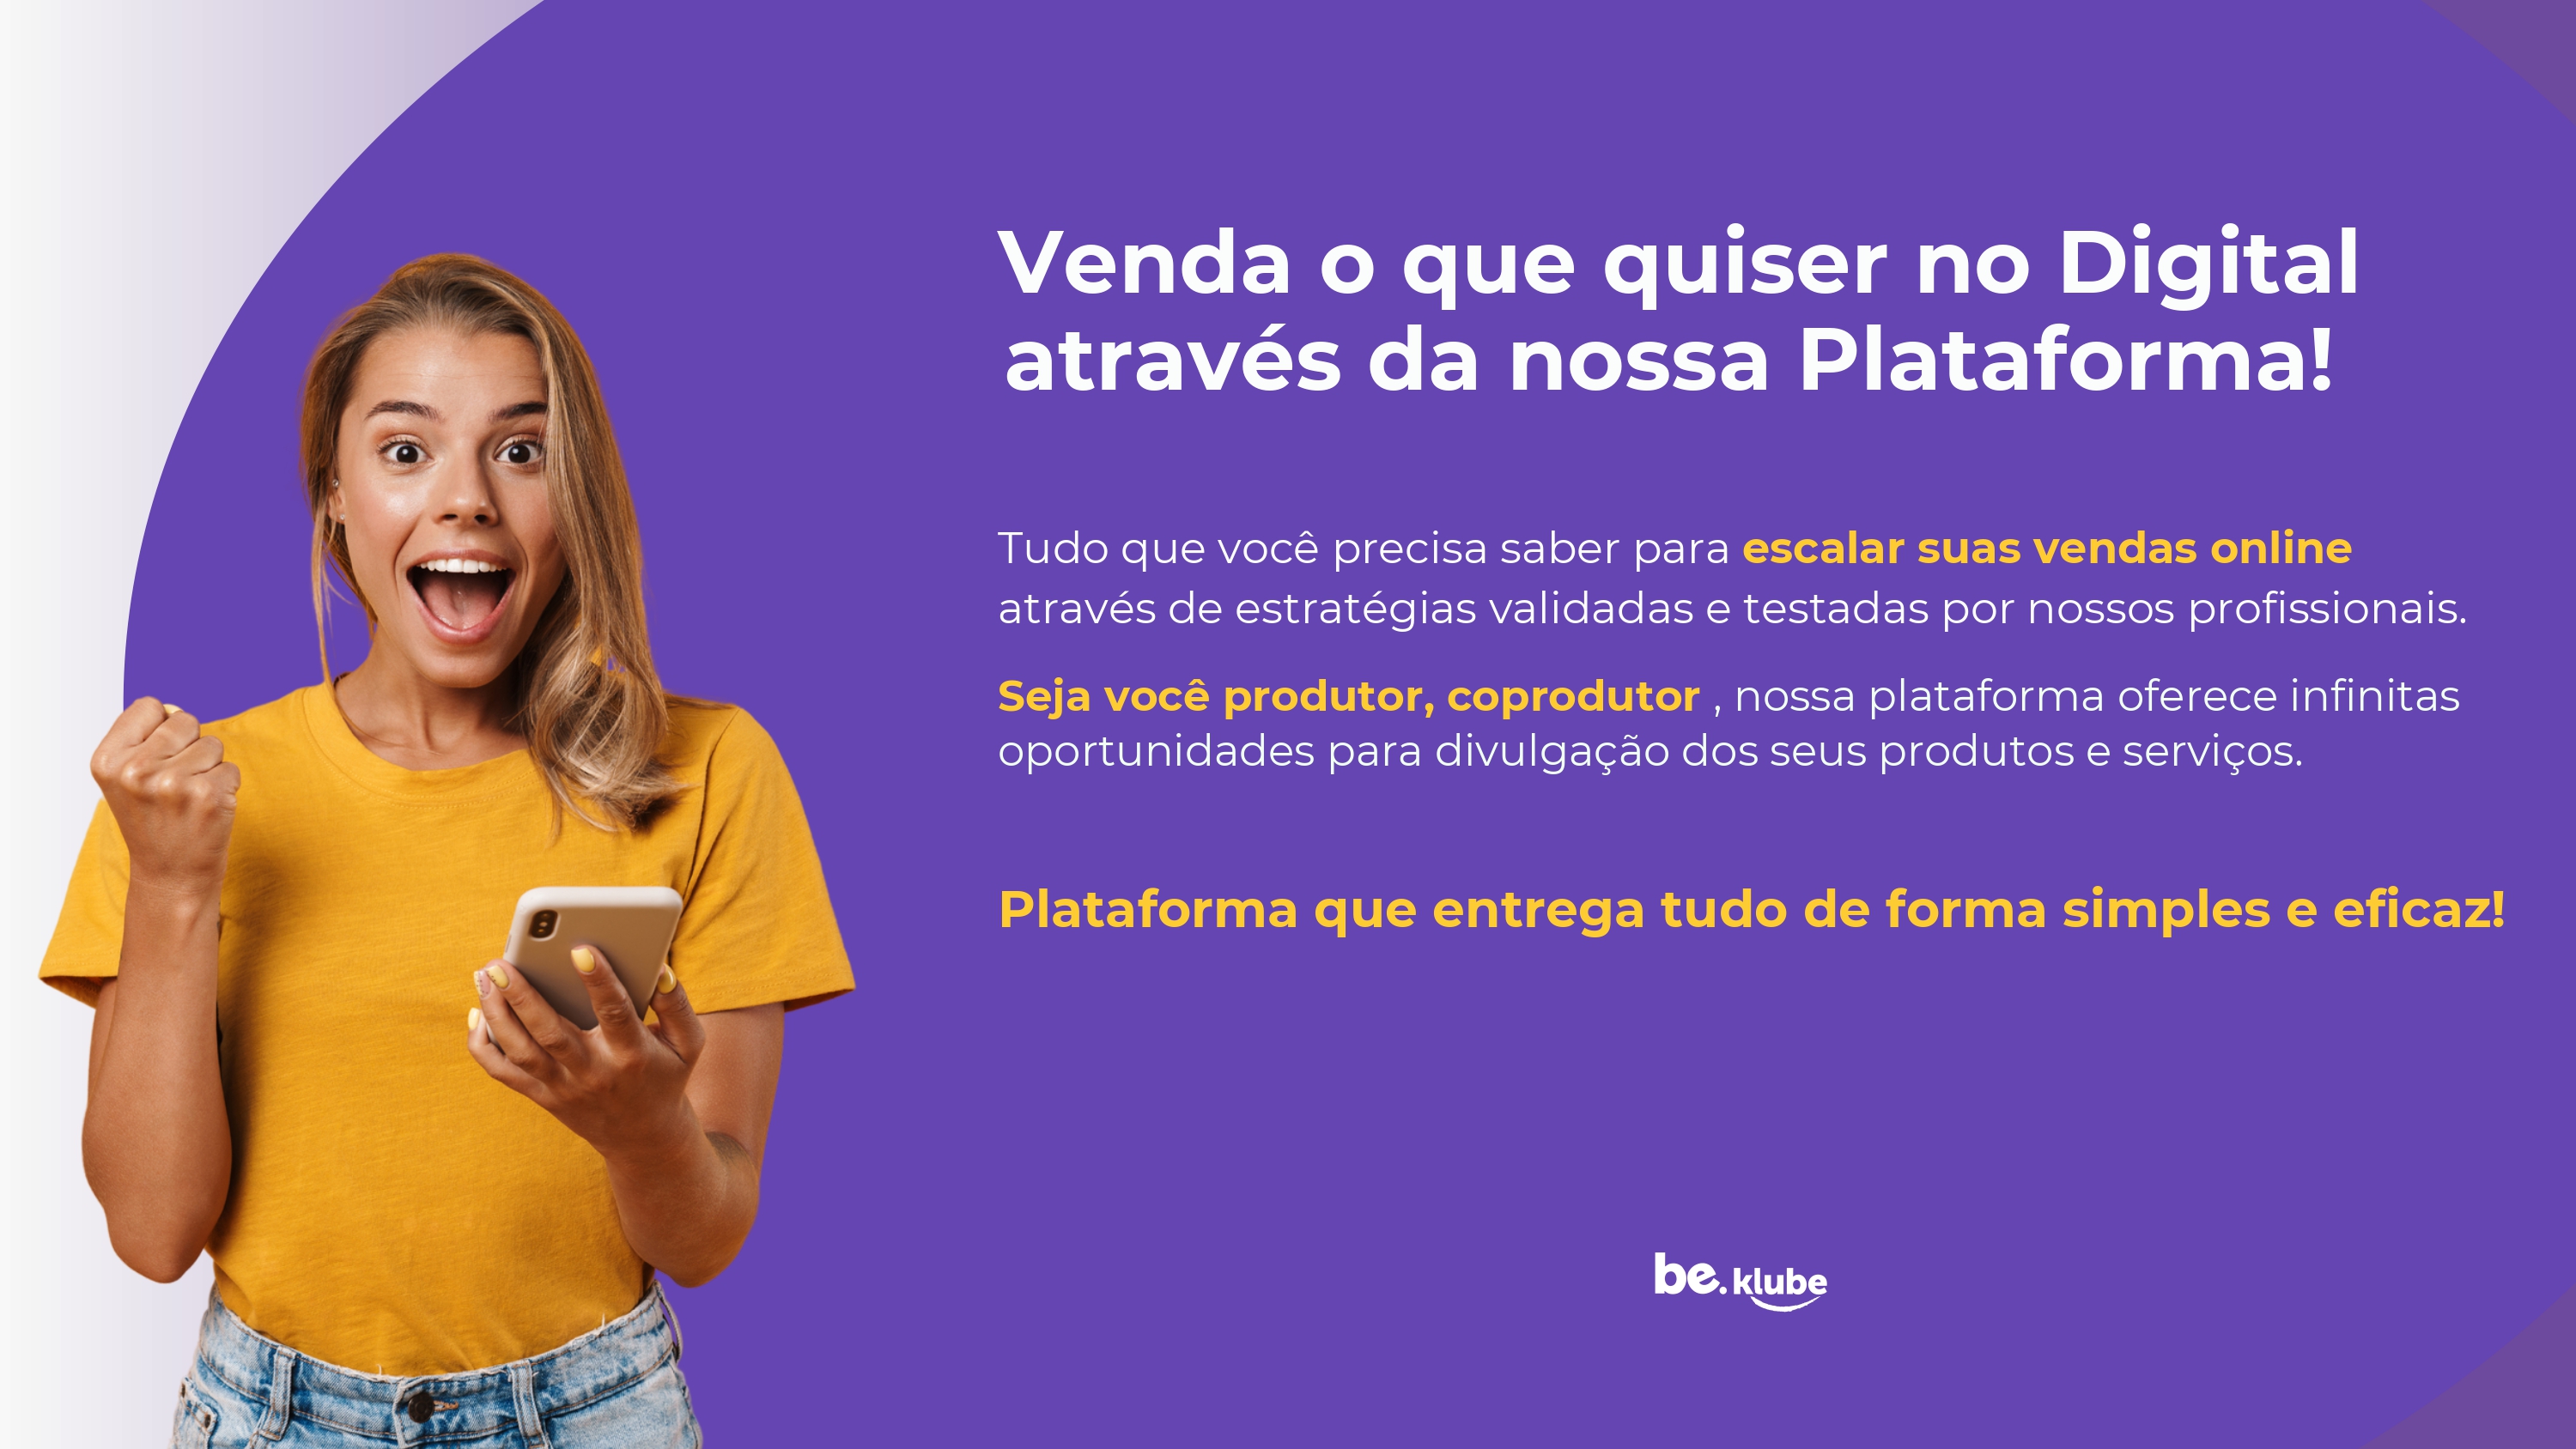 Venda o que quiser no Digital
através da nossa Plataforma!
Tudo que você precisa saber para escalar suas vendas online
através de estratégias validadas e testadas por nossos profissionais.
Seja você produtor, coprodutor , nossa plataforma oferece infinitas
oportunidades para divulgação dos seus produtos e serviços.
Plataforma que entrega tudo de forma simples e eficaz!
be. klube